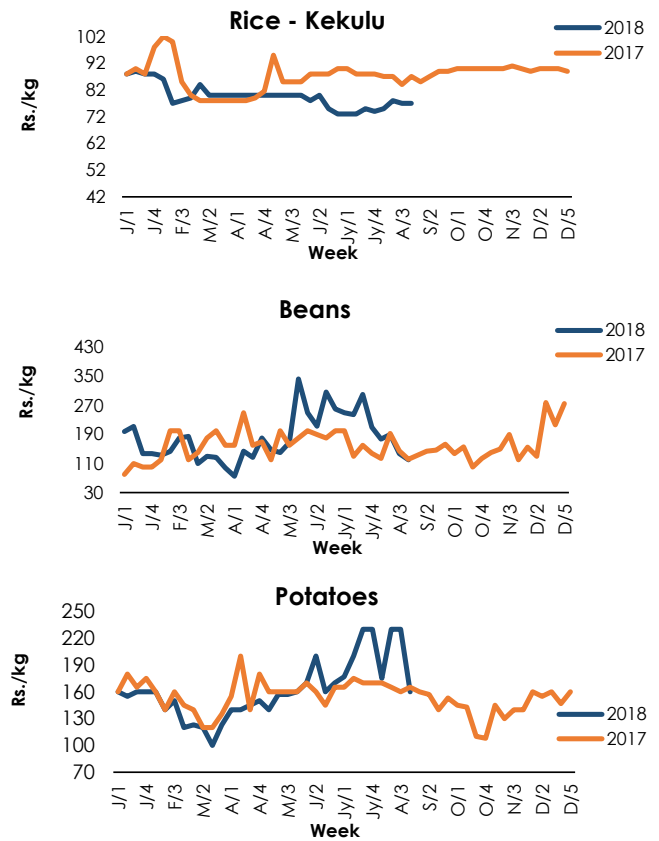 Rice - Kekulu
2018
2017
Rs./kg
102
92
82
72
62
52
42
J/1
J/4
F/3
M/2
A/1
A/4
M/3
J/2
Jy/1
Jy/4
A/3
S/2
O/1
O/4
N/3
D/2
D/5
Week
Beans
2018
2017
Rs./kg
430
350
270
190
110
30
J/1
J/4
F/3
M/2
A/1
A/4
M/3
J/2
Jy/1
Jy/4
A/3
S/2
O/1
O/4
N/3
D/2
D/5
Week
Potatoes
Rs./kg
250
220
190
160
130
100
70
2018
2017
J/1
J/4
F/3
M/2
A/1
A/4
M/3
J/2
Jy/1
Jy/4
A/3
S/2
O/1
O/4
N/3
D/2
D/5
Week